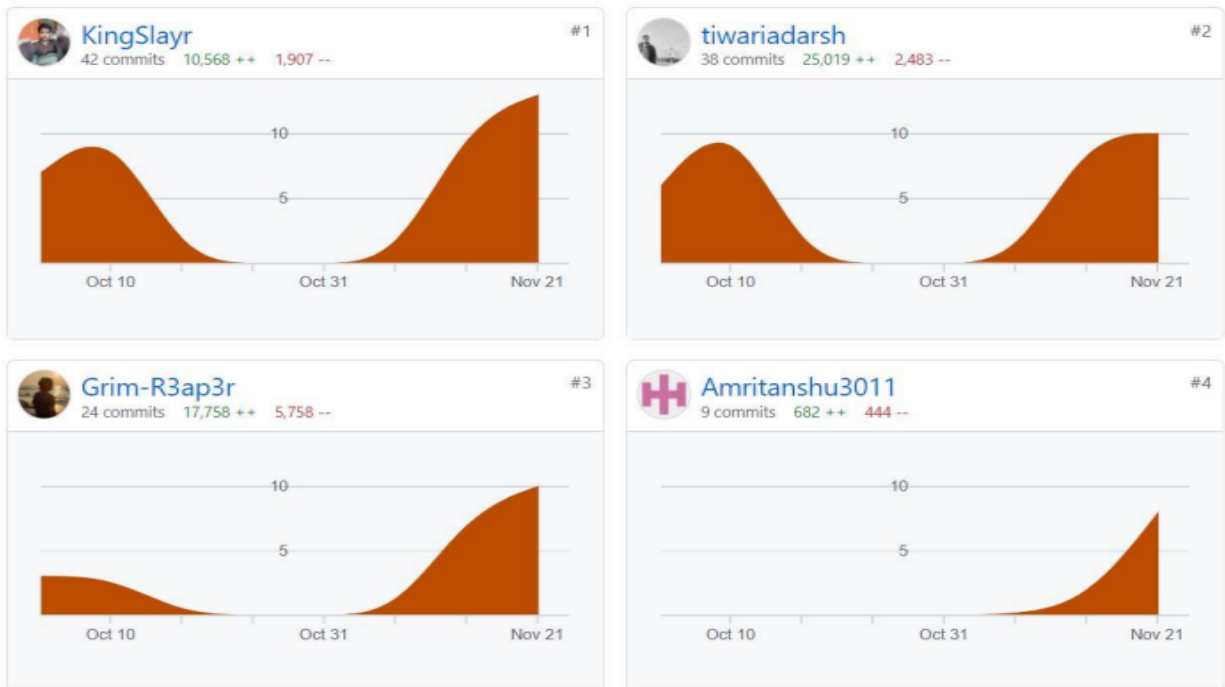 KingSlayr #1
42 commits 10,568 ++ 1,907 --
10
5
Oct 10 Oct 31 Nov 21
tiwariadarsh #2
38 commits 25,019 ++ 2,483 --
10
5
Oct 10 Oct 31 Nov 21
Grim-R3ap3r #3
24 commits 17,758 ++ 5,758 --
10
5
Oct 10 Oct 31 Nov 21
Amritanshu3011 #4
9 commits 682 ++ 444 --
10
5
Oct 10 Oct 31 Nov 21